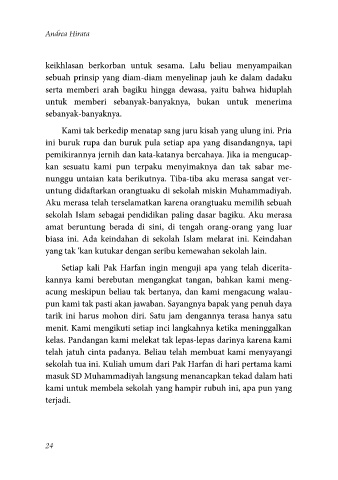 Andrea Hirata
keikhlasan berkorban untuk sesama. Lalu beliau menyampaikan
sebuah prinsip yang diam-diam menyelinap jauh ke dalam dadaku
serta memberi arah bagiku hingga dewasa, yaitu bahwa hiduplah
untuk memberi sebanyak-banyaknya, bukan untuk menerima
sebanyak-banyaknya.
Kami tak berkedip menatap sang juru kisah yang ulung ini. Pria
ini buruk rupa dan buruk pula setiap apa yang disandangnya, tapi
pemikirannya jernih dan kata-katanya bercahaya. Jika ia mengucap-
kan sesuatu kami pun terpaku menyimaknya dan tak sabar me-
nunggu untaian kata berikutnya. Tiba-tiba aku merasa sangat ver-
untung didaftarkan orangtuaku di sekolah miskin Muhammadiyah.
Aku merasa telah terselamatkan karena orangtuaku memilih sebuah
sekolah Islam sebagai pendidikan paling dasar bagiku. Aku merasa
amat beruntung berada di sini, di tengah orang-orang yang luar
biasa ini. Ada keindahan di sekolah Islam melarat ini. Keindahan
yang tak 'kan kutukar dengan seribu kemewahan sekolah lain.
Setiap kali Pak Harfan ingin menguji apa yang telah dicerita-
kannya kami berebutan mengangkat tangan, bahkan kami meng-
acung meskipun beliau tak bertanya, dan kami mengacung walau-
pun kami tak pasti akan jawaban. Sayangnya bapak yang penuh daya
tarik ini harus mohon diri. Satu jam dengannya terasa hanya satu
menit. Kami mengikuti setiap inci langkahnya ketika meninggalkan
kelas. Pandangan kami melekat tak lepas-lepas darinya karena kami
telah jatuh cinta padanya. Beliau telah membuat kami menyayangi
sekolah tua ini. Kuliah umum dari Pak Harfan di hari pertama kami
masuk SD Muhammadiyah langsung menancapkan tekad dalam hati
kami untuk membela sekolah yang hampir rubuh ini, apa pun yang
terjadi.
24